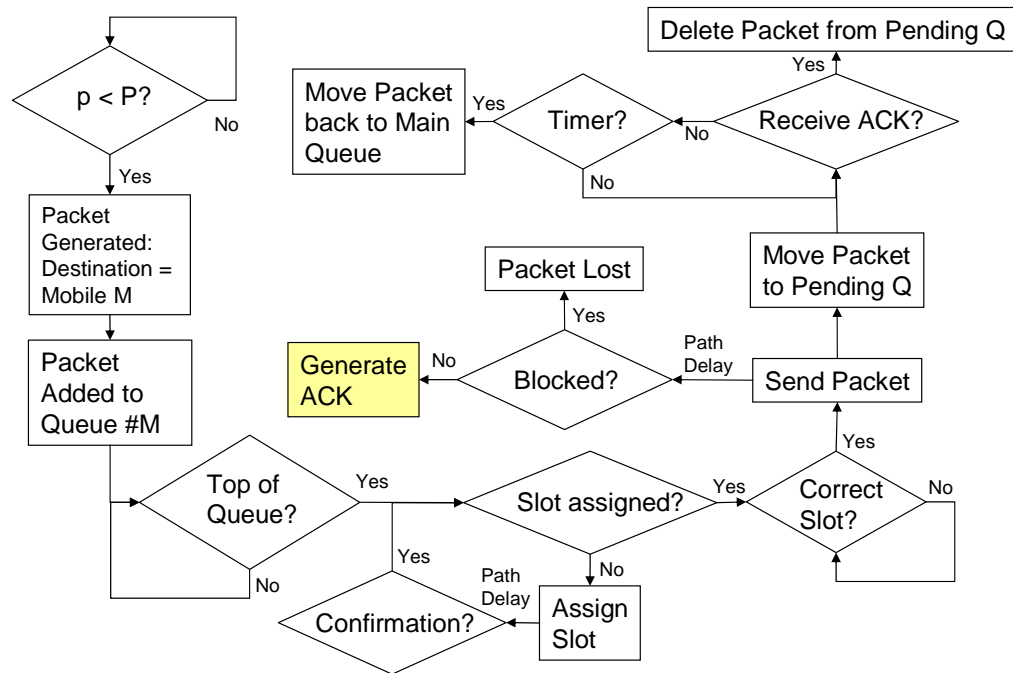 p < P?
No
Yes
Packet
Generated:
Destination =
Mobile M
Packet
Added to
Queue #M
Top of
Queue?
Yes
No
Slot assigned?
Yes
No
Assign
Slot
Path
Delay
Confirmation?
Yes
Correct
Slot?
No
Yes
Send Packet
Path
Delay
Blocked?
Yes
Packet Lost
No
Generate
ACK
Move Packet
to Pending Q
Receive ACK?
Yes
Delete Packet from Pending Q
No
Timer?
No
Yes
Move Packet
back to Main
Queue